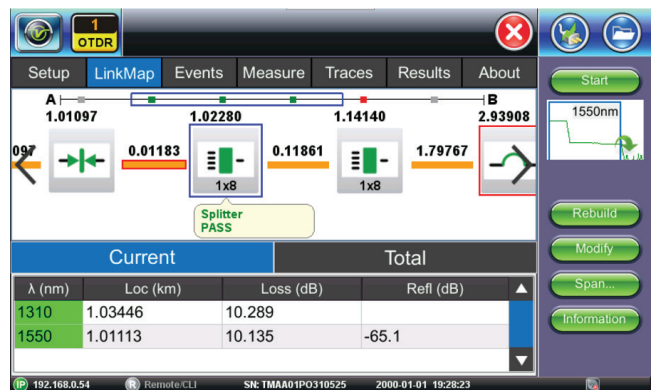 1
OTDR
Setup LinkMap Events Measure Traces Results About
Start
A B
1.01097 1.02280 1.14140 2.93908
1550nm
097 0.01183 0.11861 1.79767
1x8 1x8
Splitter
PASS
Rebuild
Current Total
Modify
λ (nm) Loc (km) Loss (dB) Refl (dB)
Span...
1310 1.03446 10.289
Information
1550 1.01113 10.135 -65.1
IP 192.168.0.54 R Remote/CLI SN: TMAA01PO310525 2000-01-01 19:28:23